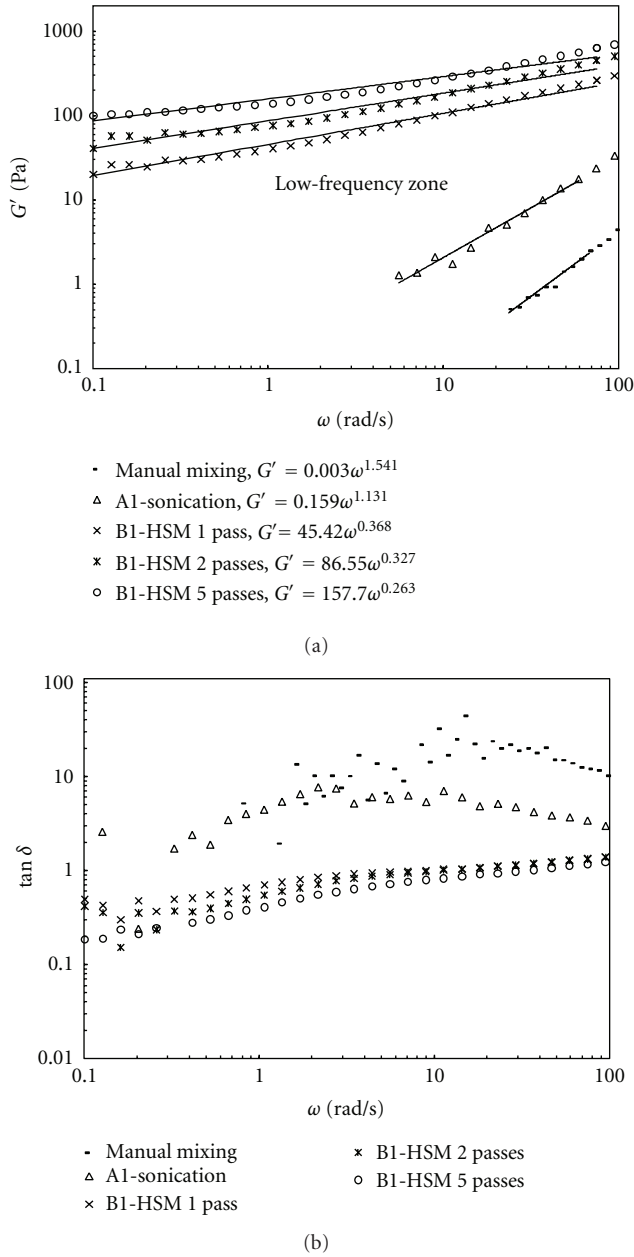 1000
100
10
1
0.1
G′ (Pa)
Low-frequency zone
0.1 1 10 100
ω (rad/s)
Manual mixing, G′ = 0.003ω^1.541
A1-sonication, G′ = 0.159ω^1.131
B1-HSM 1 pass, G′= 45.42ω^0.368
B1-HSM 2 passes, G′ = 86.55ω^0.327
B1-HSM 5 passes, G′ = 157.7ω^0.263
(a)
100
10
1
0.1
0.01
tan δ
0.1 1 10 100
ω (rad/s)
Manual mixing
A1-sonication
B1-HSM 1 pass
B1-HSM 2 passes
B1-HSM 5 passes
(b)